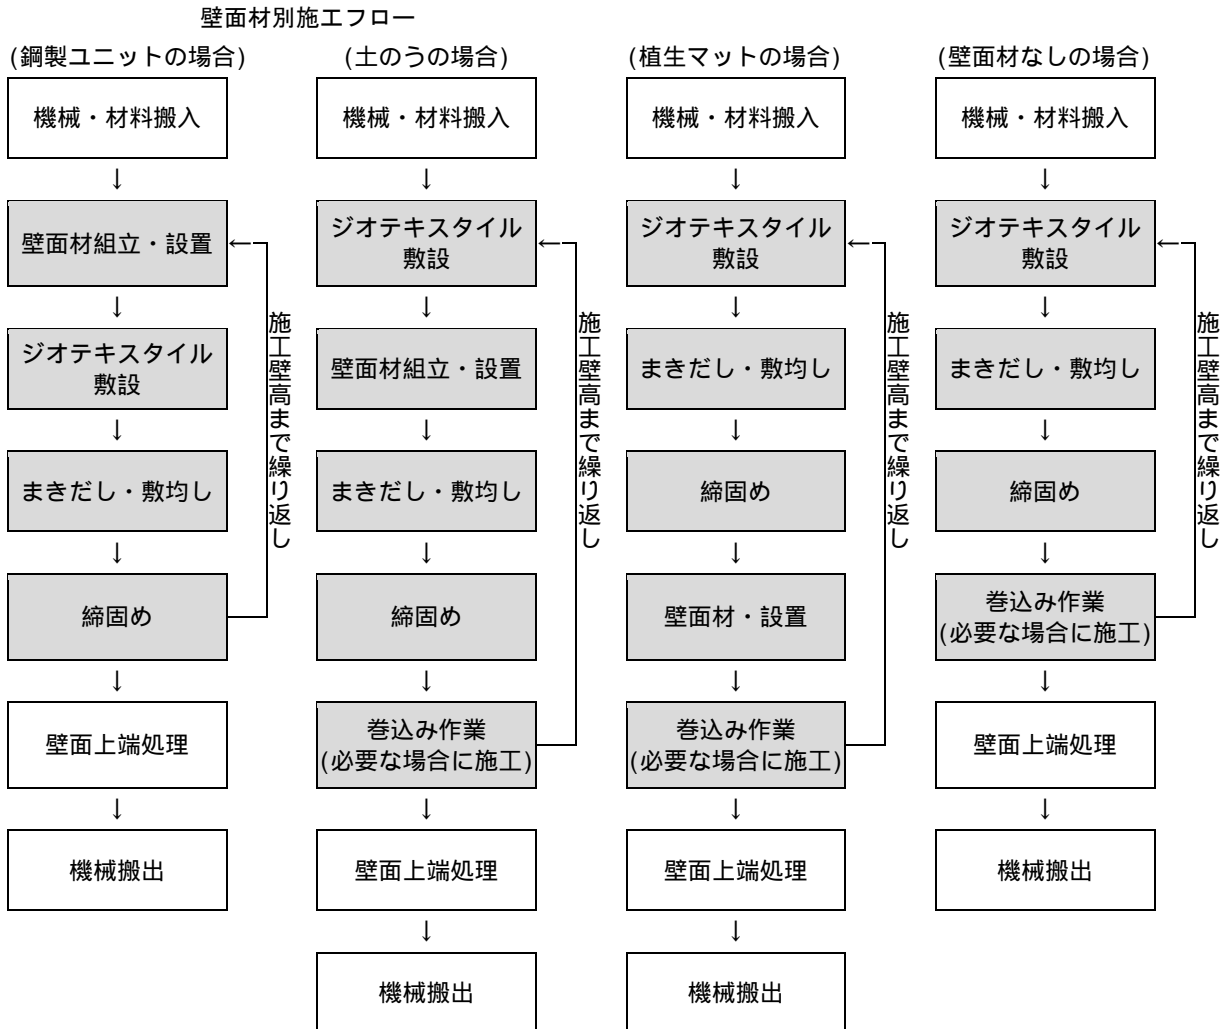 壁面材別施工フロー
(鋼製ユニットの場合)
機械・材料搬入
↓
壁面材組立・設置
←
↓
ジオテキスタイル
敷設
↓
まきだし・敷均し
↓
締固め
施工壁高まで繰り返し
↓
壁面上端処理
↓
機械搬出
(土のうの場合)
機械・材料搬入
↓
ジオテキスタイル
敷設
←
↓
壁面材組立・設置
↓
まきだし・敷均し
↓
締固め
↓
巻込み作業
(必要な場合に施工)
施工壁高まで繰り返し
↓
壁面上端処理
↓
機械搬出
(植生マットの場合)
機械・材料搬入
↓
ジオテキスタイル
敷設
←
↓
まきだし・敷均し
↓
締固め
↓
壁面材・設置
↓
巻込み作業
(必要な場合に施工)
施工壁高まで繰り返し
↓
壁面上端処理
↓
機械搬出
(壁面材なしの場合)
機械・材料搬入
↓
ジオテキスタイル
敷設
←
↓
まきだし・敷均し
↓
締固め
↓
巻込み作業
(必要な場合に施工)
施工壁高まで繰り返し
↓
壁面上端処理
↓
機械搬出